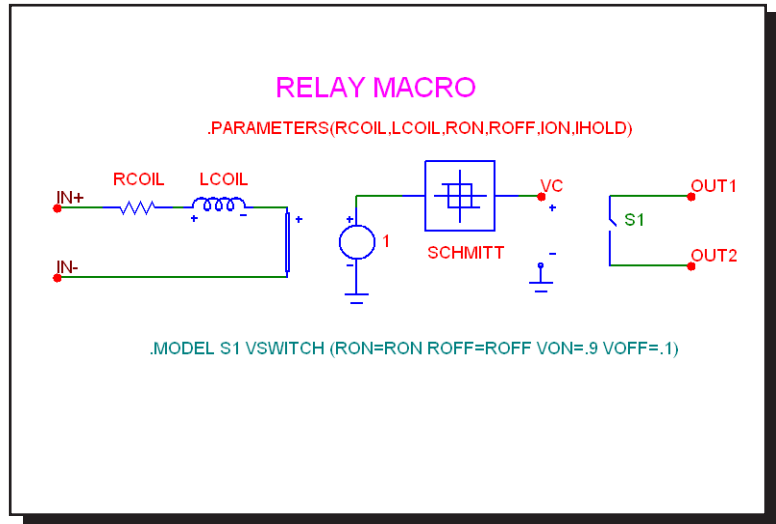 RELAY MACRO
.PARAMETERS(RCOIL,LCOIL,RON,ROFF,ION,IHOLD)
RCOIL LCOIL
IN+
VC
OUT1
+ - + + 1 - SCHMITT + - S1
IN-
OUT2
.MODEL S1 VSWITCH (RON=RON ROFF=ROFF VON=.9 VOFF=.1)